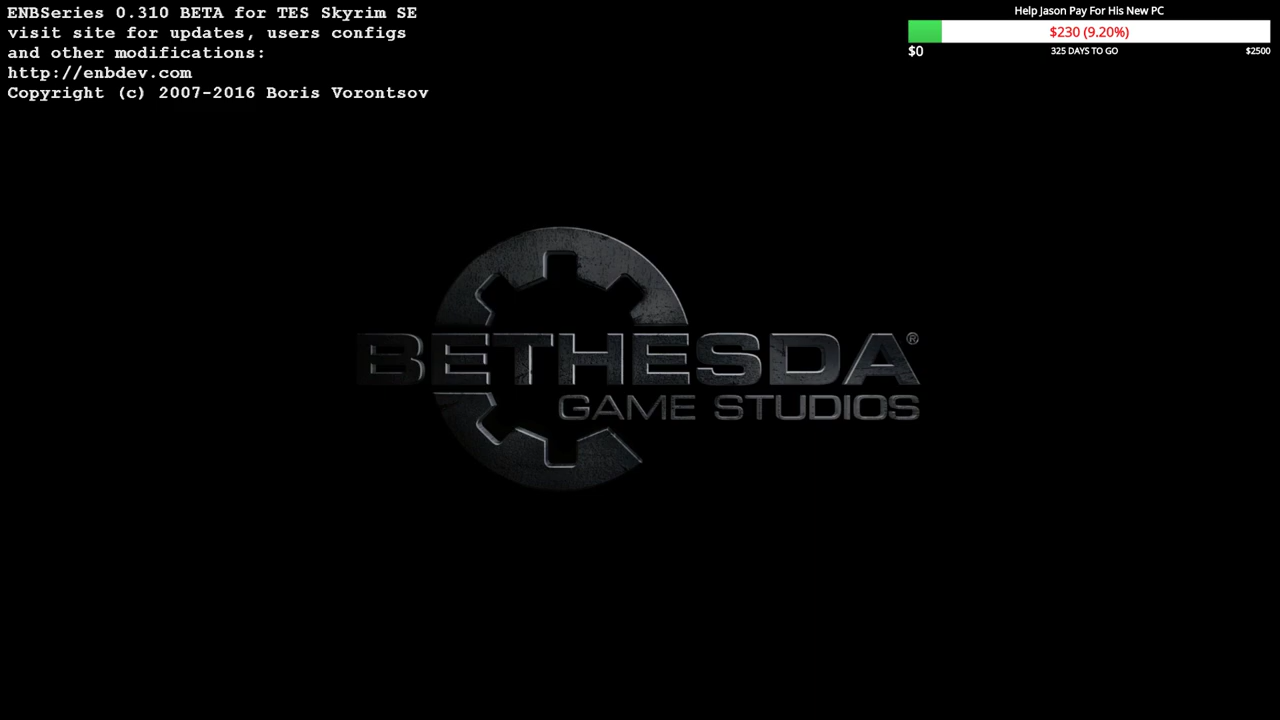 ENBSeries 0.310 BETA for TES Skyrim SE
visit site for updates, users configs
and other modifications:
http://enbdev.com
Copyright (c) 2007-2016 Boris Vorontsov
Help Jason Pay For His New PC
$230 (9.20%)
$0 325 DAYS TO GO $2500
BETHESDA®
GAME STUDIOS